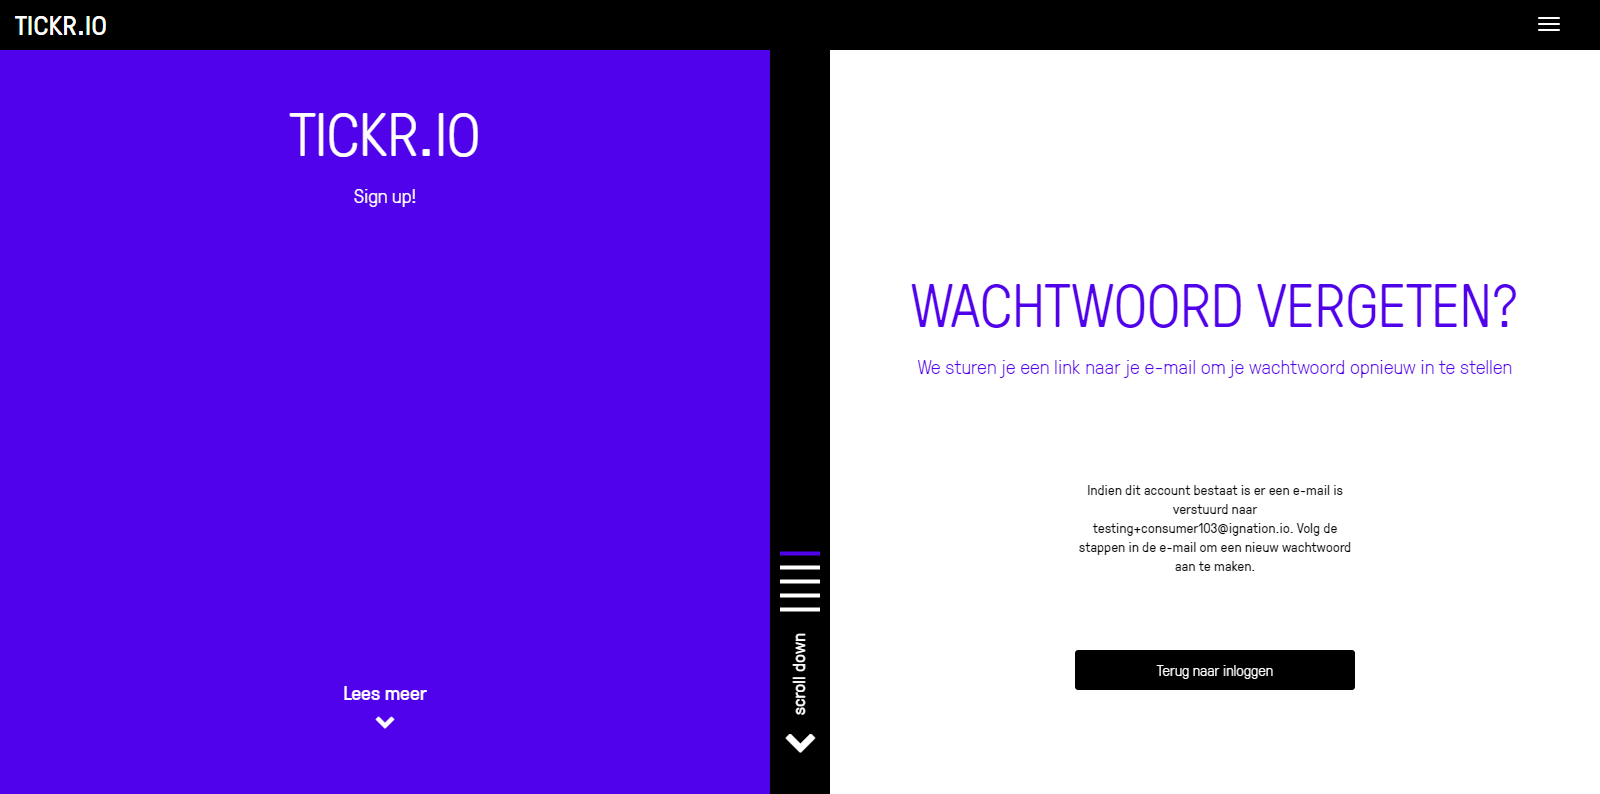 TICKR.IO
TICKR.IO
Sign up!
Lees meer
scroll down
WACHTWOORD VERGETEN?
We sturen je een link naar je e-mail om je wachtwoord opnieuw in te stellen
Indien dit account bestaat is er een e-mail is
verstuurd naar
testing+consumer103@ignation.io. Volg de
stappen in de e-mail om een nieuw wachtwoord
aan te maken.
Terug naar inloggen